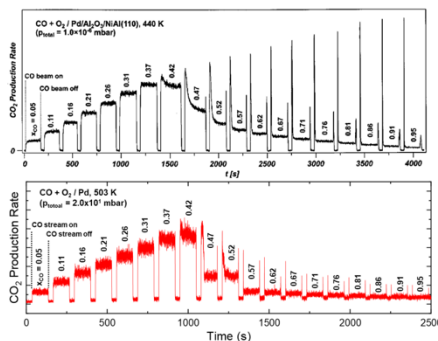 CO + O₂ / Pd/Al₂O₃/NiAl(110), 440 K
(p_total = 1.0×10⁻⁶ mbar)
CO beam on
CO beam off
x_CO = 0.05
0.11
0.16
0.21
0.26
0.31
0.37
0.42
0.47
0.52
0.57
0.62
0.67
0.71
0.76
0.81
0.86
0.91
0.95
CO₂ Production Rate
0
0 500 1000 1500 2000 2500 3000 3500 4000
t [s]
CO + O₂ / Pd, 503 K
(p_tooteal = 2.0x10¹ mbar)
CO stream on
CO stream off
x_CO = 0.05
0.11
0.16
0.21
0.26
0.31
0.37
0.42
0.47
0.52
0.57
0.62
0.67
0.71
0.76
0.81
0.86
0.91
0.95
CO₂ Production Rate
0 500 1000 1500 2000 2500
Time (s)